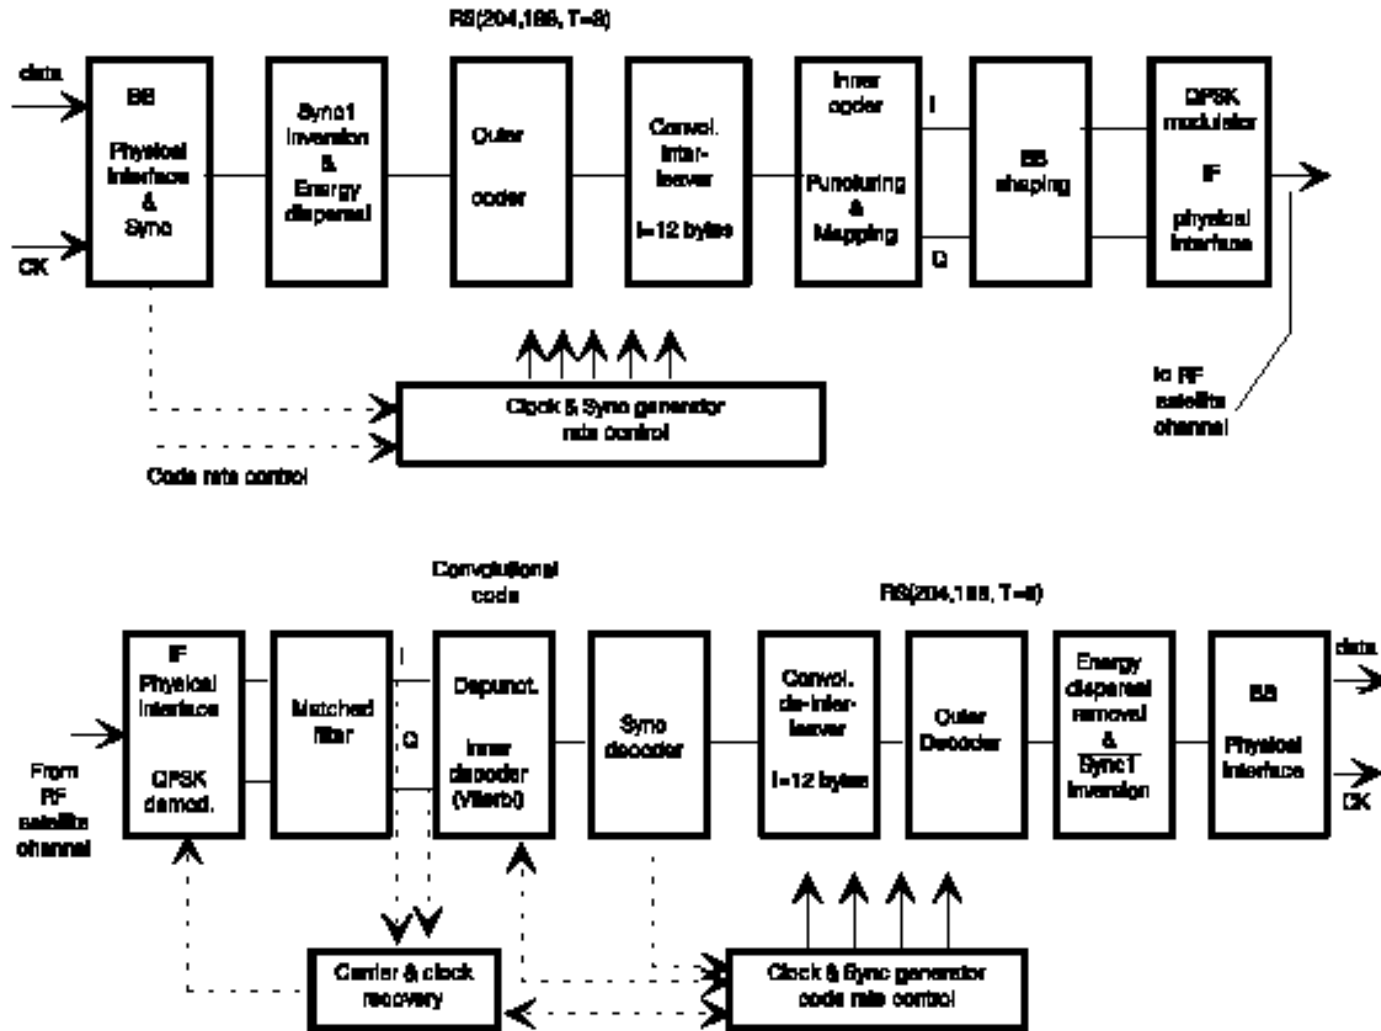 RS(204,188, T=8)
data
CK
BB
Physical
Interface
&
Sync
Sync1
inversion
&
Energy
dispersal
Outer
coder
Convol.
Inter-
leaver
I=12 bytes
Inner
coder
Puncturing
&
Mapping
I
Q
BB
shaping
QPSK
modulator
IF
physical
interface
to RF
satellite
channel
Clock & Sync generator
rate control
Code rate control
Convolutional
code
RS(204,188, T=8)
From
RF
satellite
channel
IF
Physical
Interface
QPSK
demod.
Matched
filter
I
Q
Depunct.
Inner
decoder
(Viterbi)
Sync
decoder
Convol.
de-inter-
leaver
I=12 bytes
Outer
Decoder
Energy
dispersal
removal
&
Sync1
Inversion
BB
Physical
Interface
data
CK
Carrier & clock
recovery
Clock & Sync generator
code rate control